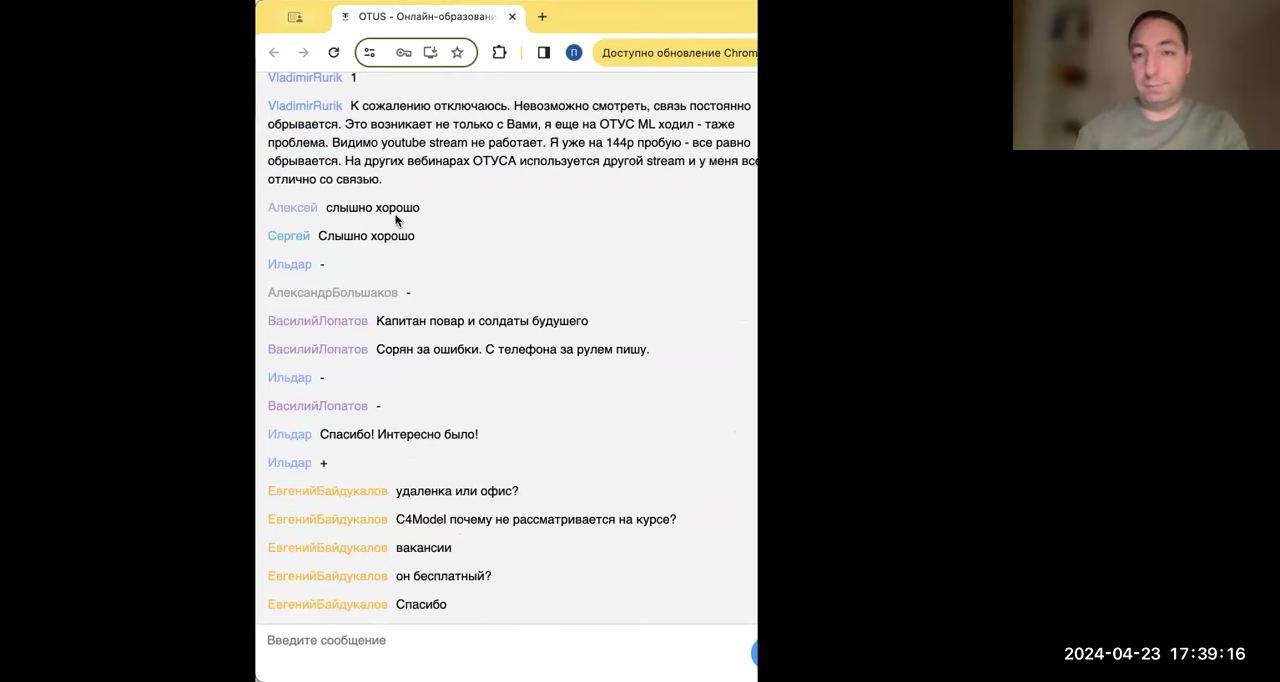 OTUS - Онлайн-образовани
Доступно обновление Chrom
VladimirRurik 1
VladimirRurik К сожалению отключаюсь. Невозможно смотреть, связь постоянно
обрывается. Это возникает не только с Вами, я еще на ОТУС ML ходил - таже
проблема. Видимо youtube stream не работает. Я уже на 144p пробую - все равно
обрывается. На других вебинарах ОТУСА используется другой stream и у меня все
отлично со связью.
Алексей слышно хорошо
Сергей Слышно хорошо
Ильдар -
АлександрБольшаков -
ВасилийЛопатов Капитан повар и солдаты будушего
ВасилийЛопатов Сорян за ошибки. С телефона за рулем пишу.
Ильдар -
ВасилийЛопатов -
Ильдар Спасибо! Интересно было!
Ильдар +
ЕвгенийБайдукалов удаленка или офис?
ЕвгенийБайдукалов C4Model почему не рассматривается на курсе?
ЕвгенийБайдукалов вакансии
ЕвгенийБайдукалов он бесплатный?
ЕвгенийБайдукалов Спасибо
Введите сообщение
2024-04-23 17:39:16